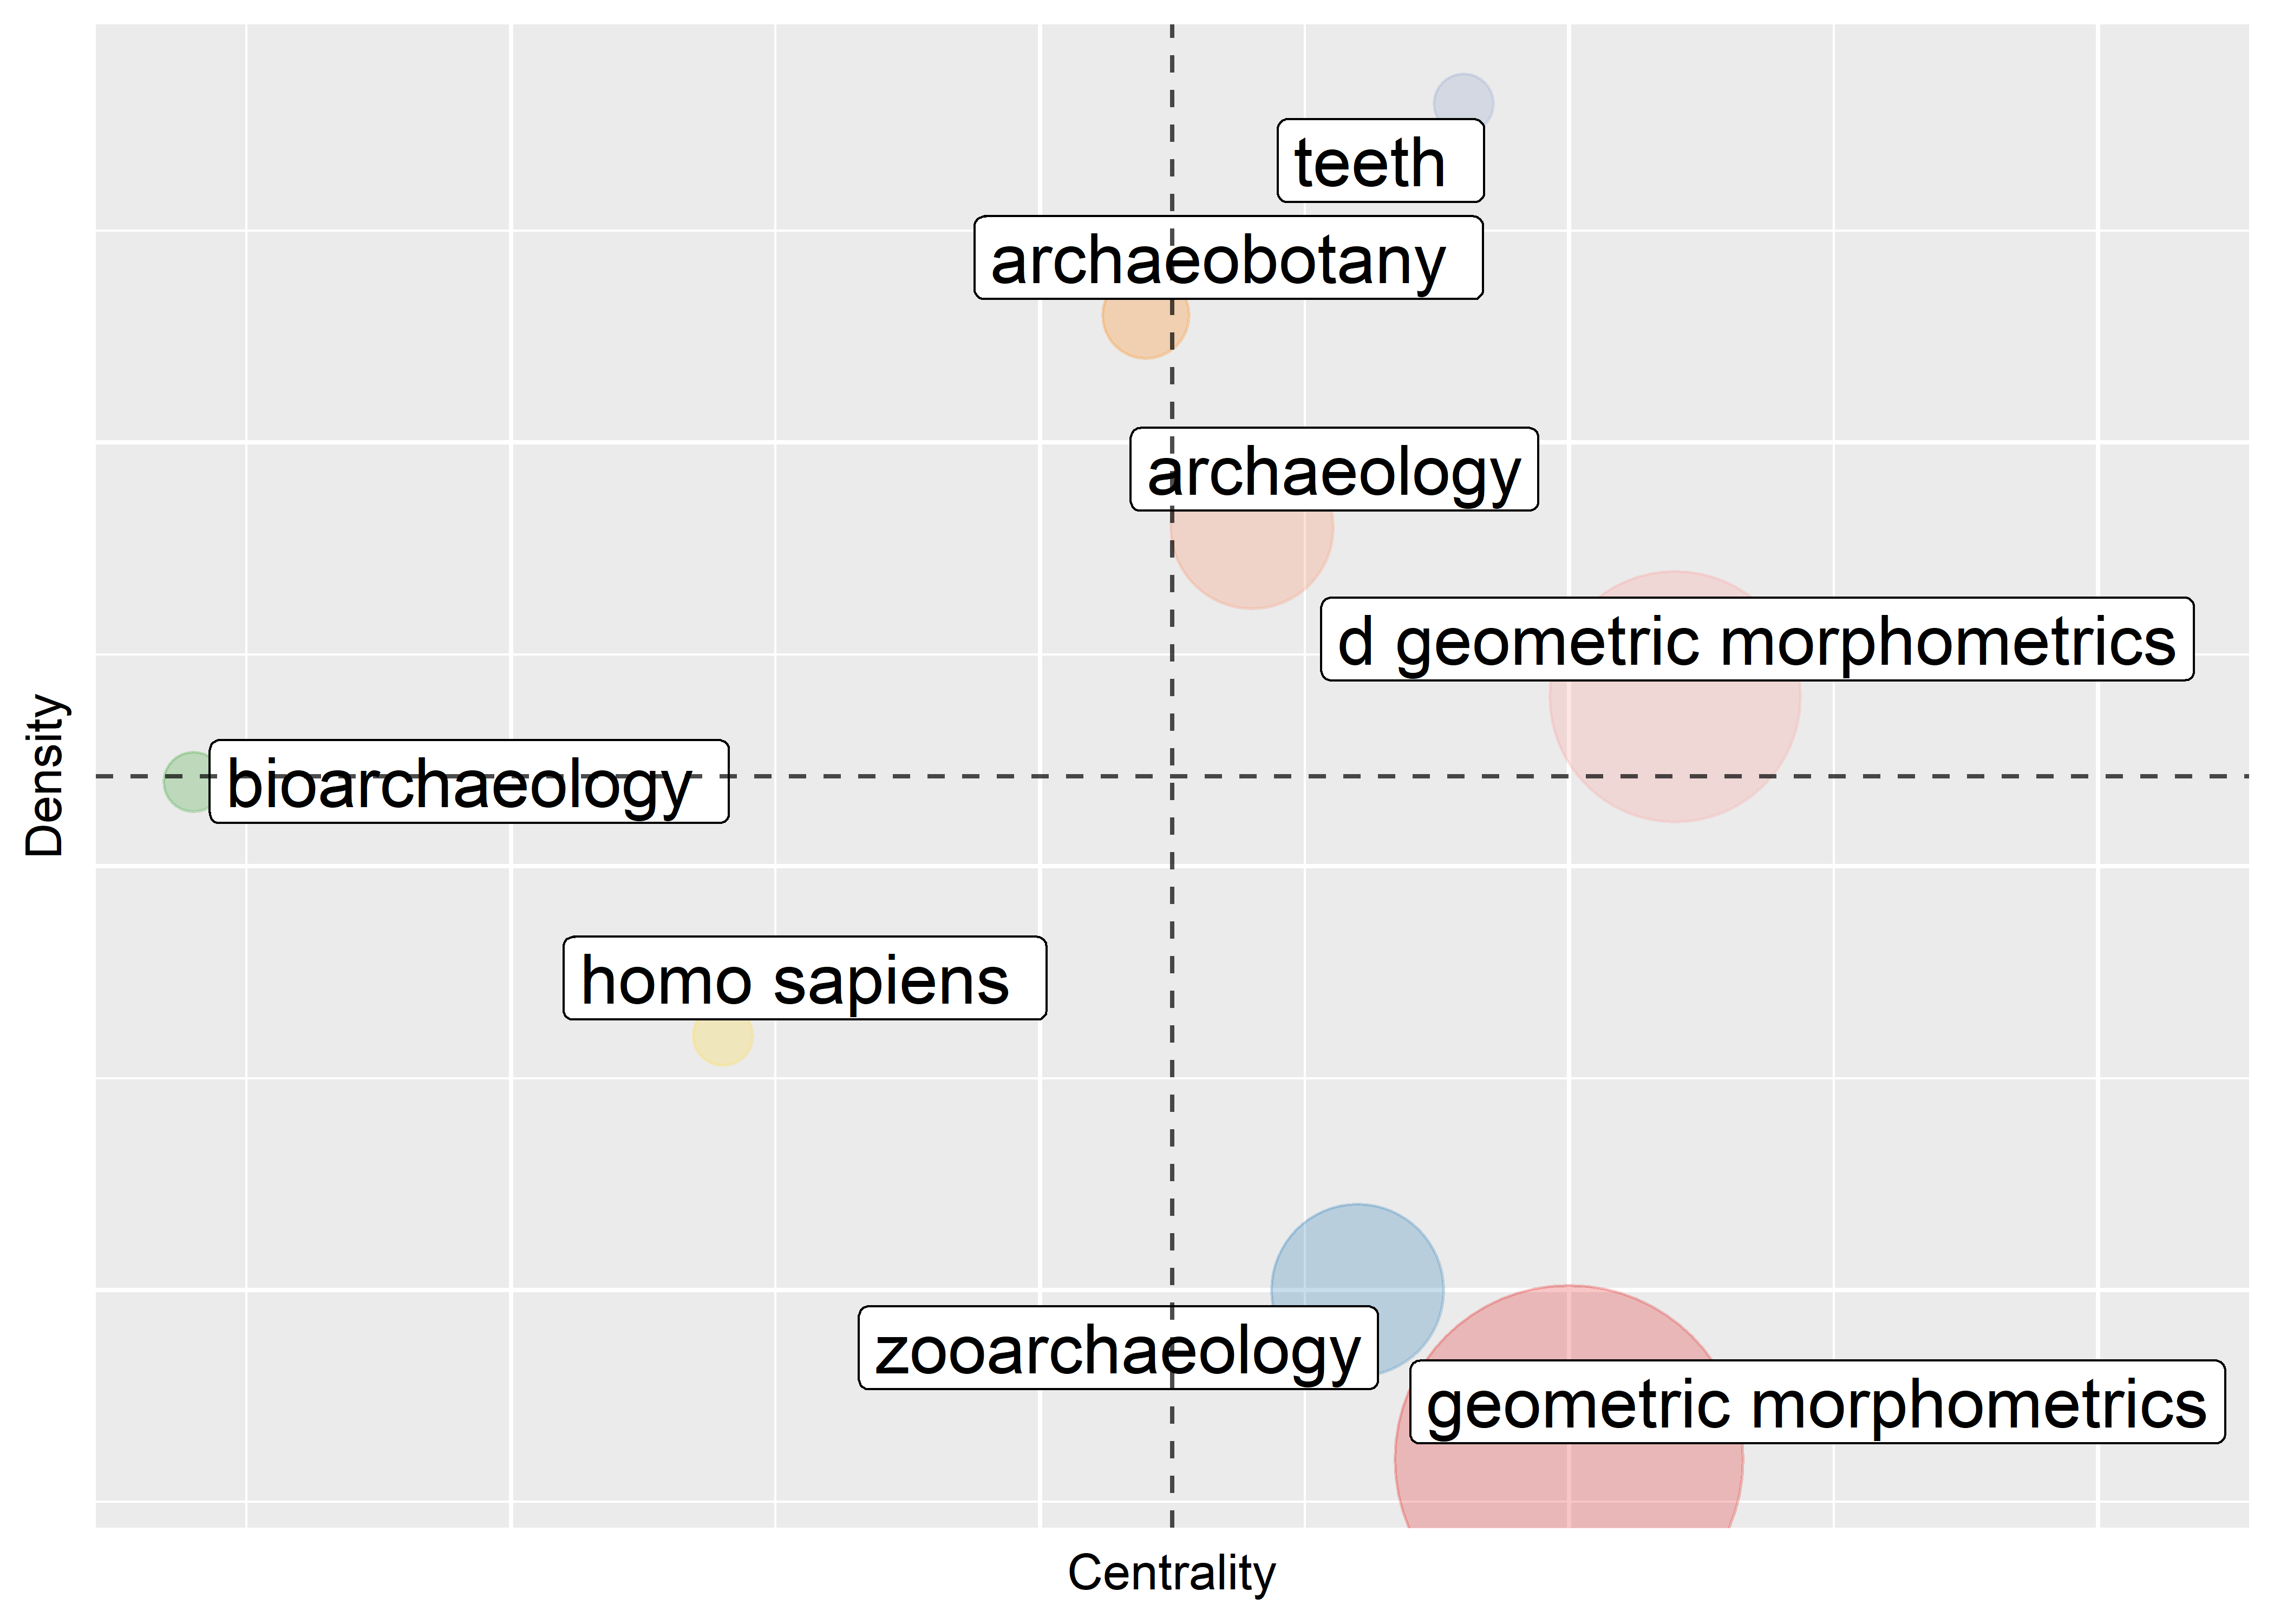 teeth
archaeobotany
archaeology
d geometric morphometrics
Density
bioarchaeology
homo sapiens
zooarchaeology
geometric morphometrics
Centrality